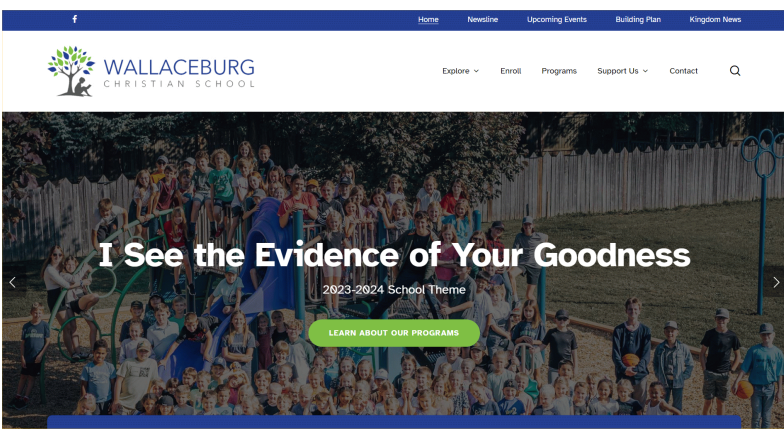 f
Home Newsline Upcoming Events Building Plan Kingdom News
WALLACEBURG
CHRISTIAN SCHOOL
Explore Enroll Programs Support Us Contact
I See the Evidence of Your Goodness
2023-2024 School Theme
LEARN ABOUT OUR PROGRAMS